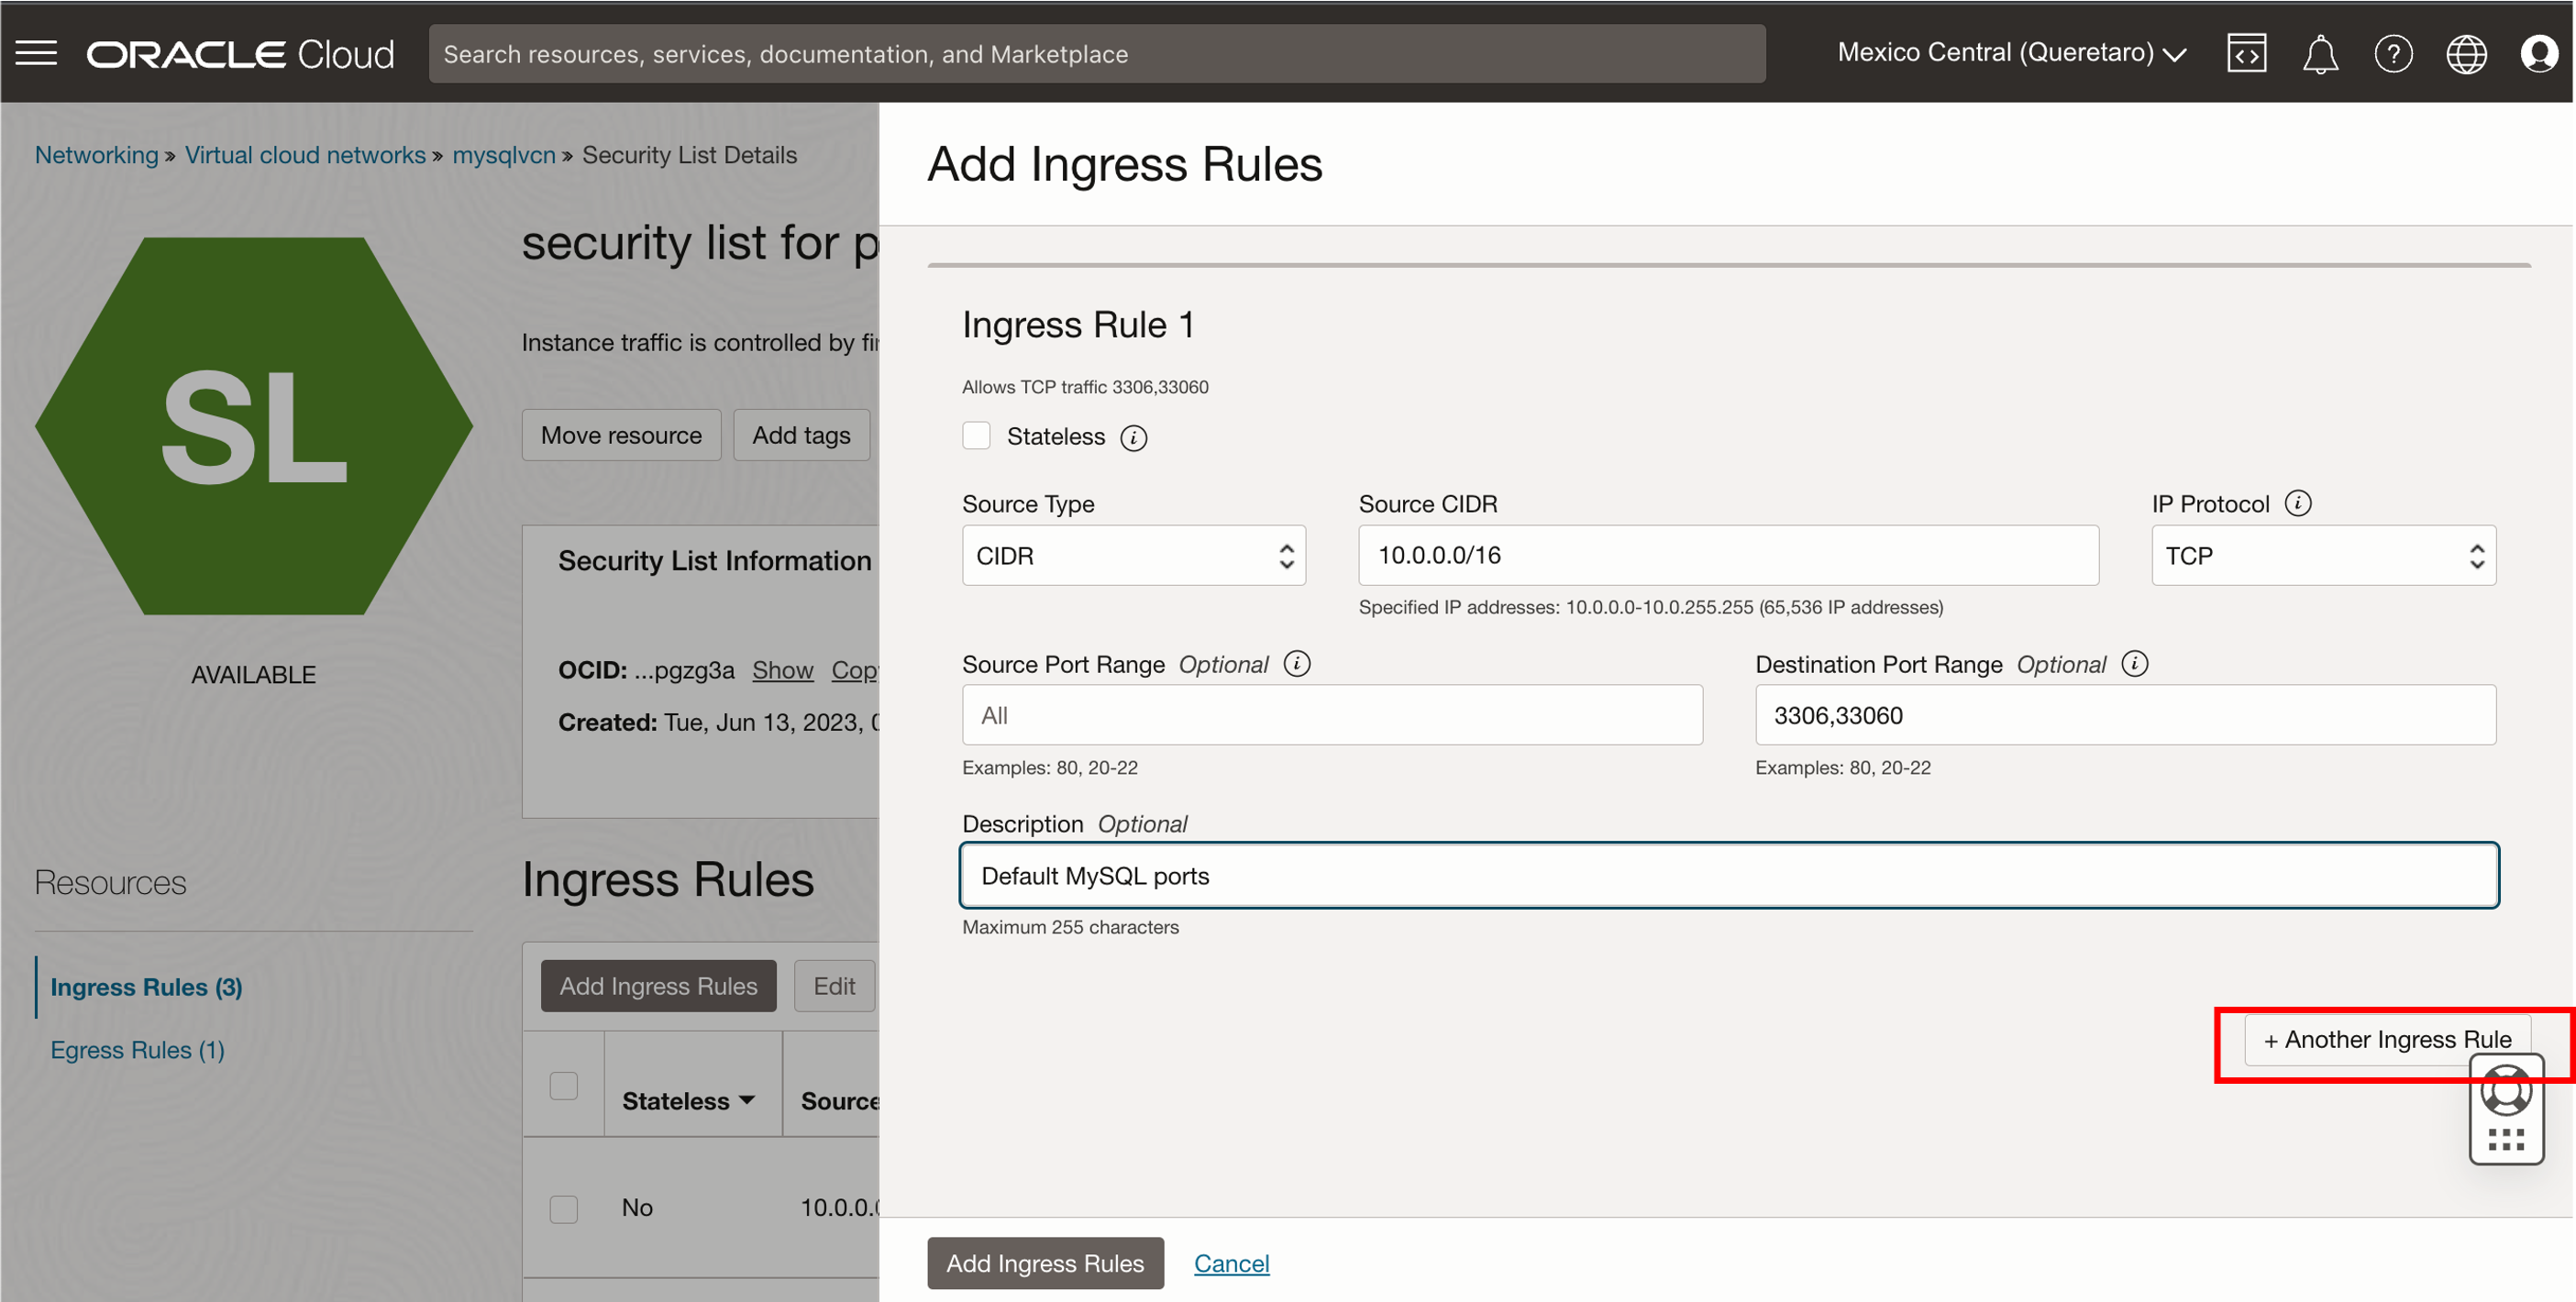 ORACLE Cloud
Search resources, services, documentation, and Marketplace
Mexico Central (Queretaro)
Networking » Virtual cloud networks » mysqlvcn » Security List Details
SL
AVAILABLE
security list for p
Instance traffic is controlled by
Move resource
Add tags
Security List Information
OCID: ...pgzg3a Show Cop
Created: Tue, Jun 13, 2023,
Resources
Ingress Rules (3)
Egress Rules (1)
Ingress Rules
Add Ingress Rules
Edit
Stateless
Source
No
10.0.0.
Add Ingress Rules
Ingress Rule 1
Allows TCP traffic 3306,33060
Stateless
Source Type
CIDR
Source CIDR
10.0.0.0/16
Specified IP addresses: 10.0.0.0-10.0.255.255 (65,536 IP addresses)
IP Protocol
TCP
Source Port Range Optional
All
Examples: 80, 20-22
Destination Port Range Optional
3306,33060
Examples: 80, 20-22
Description Optional
Default MySQL ports
Maximum 255 characters
+ Another Ingress Rule
Add Ingress Rules
Cancel